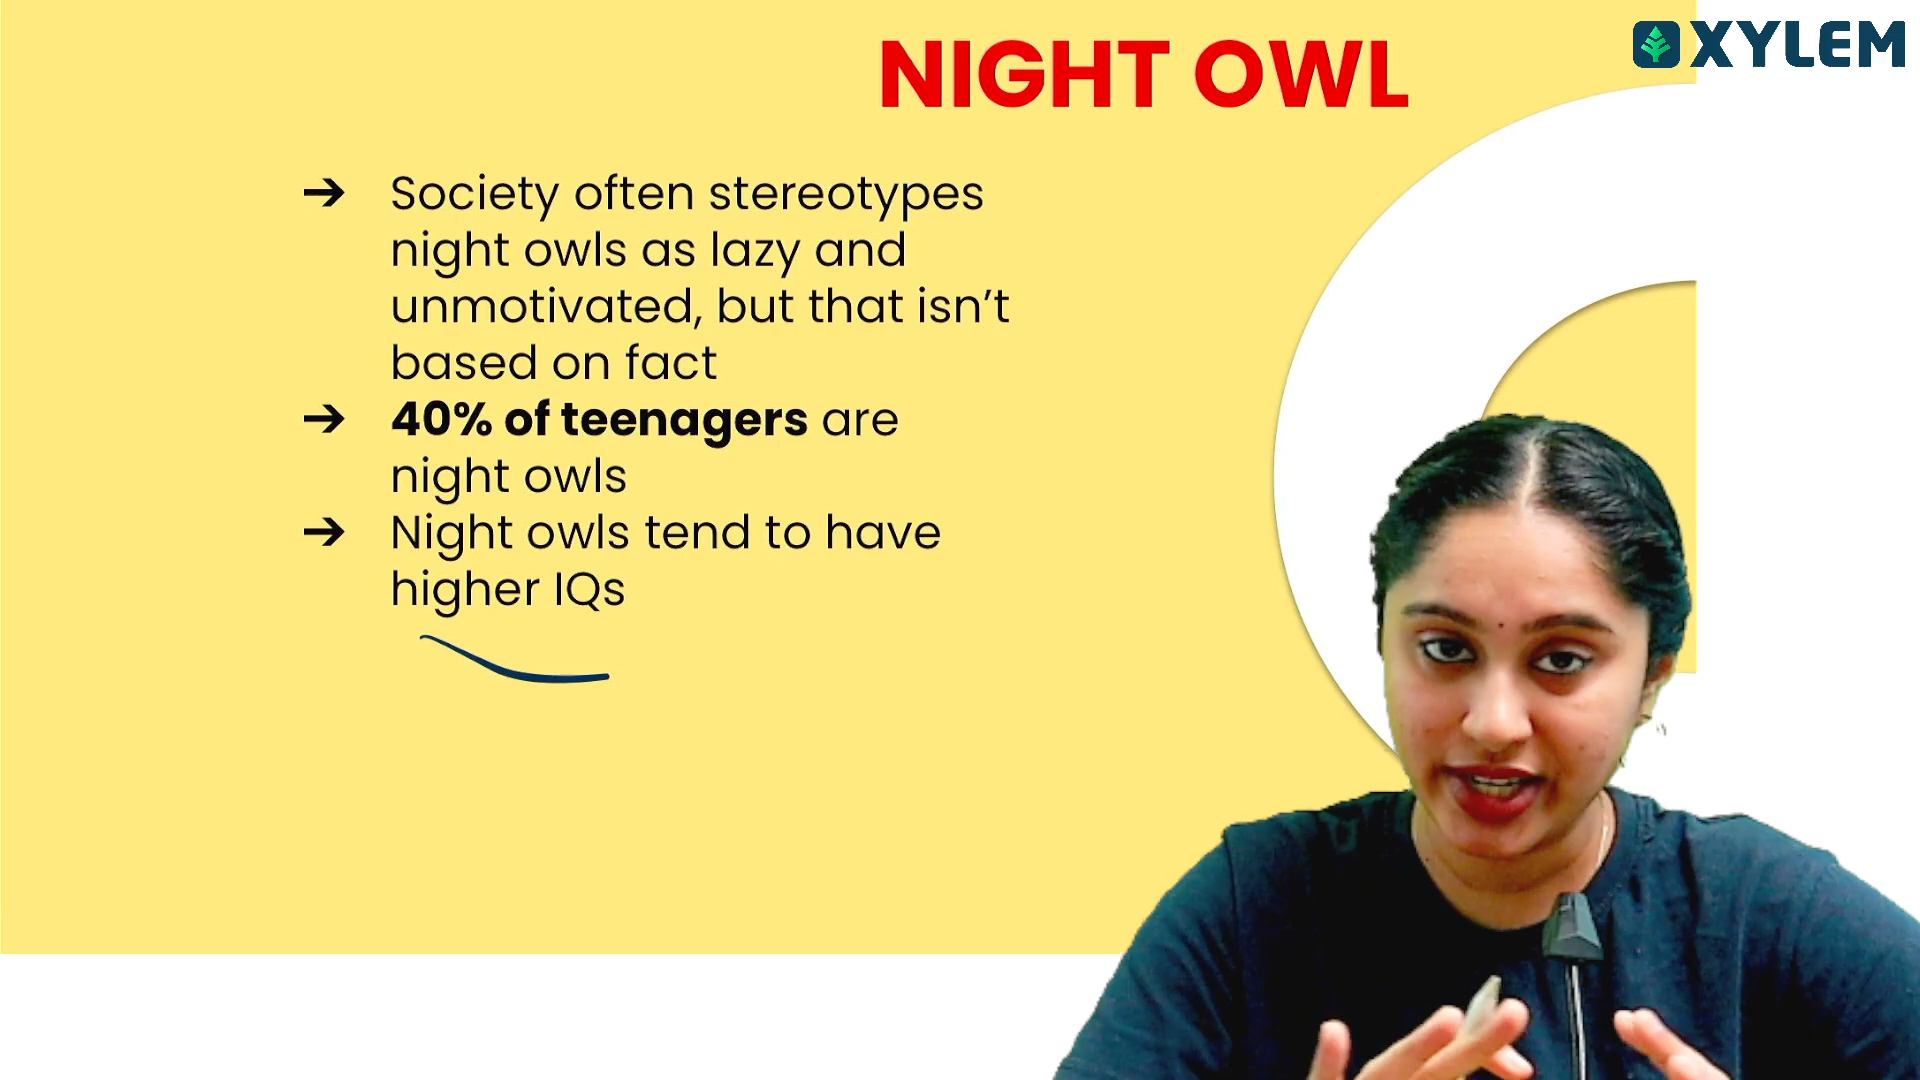 XYLEM
NIGHT OWL
➔ Society often stereotypes
night owls as lazy and
unmotivated, but that isn’t
based on fact
➔ 40% of teenagers are
night owls
➔ Night owls tend to have
higher IQs